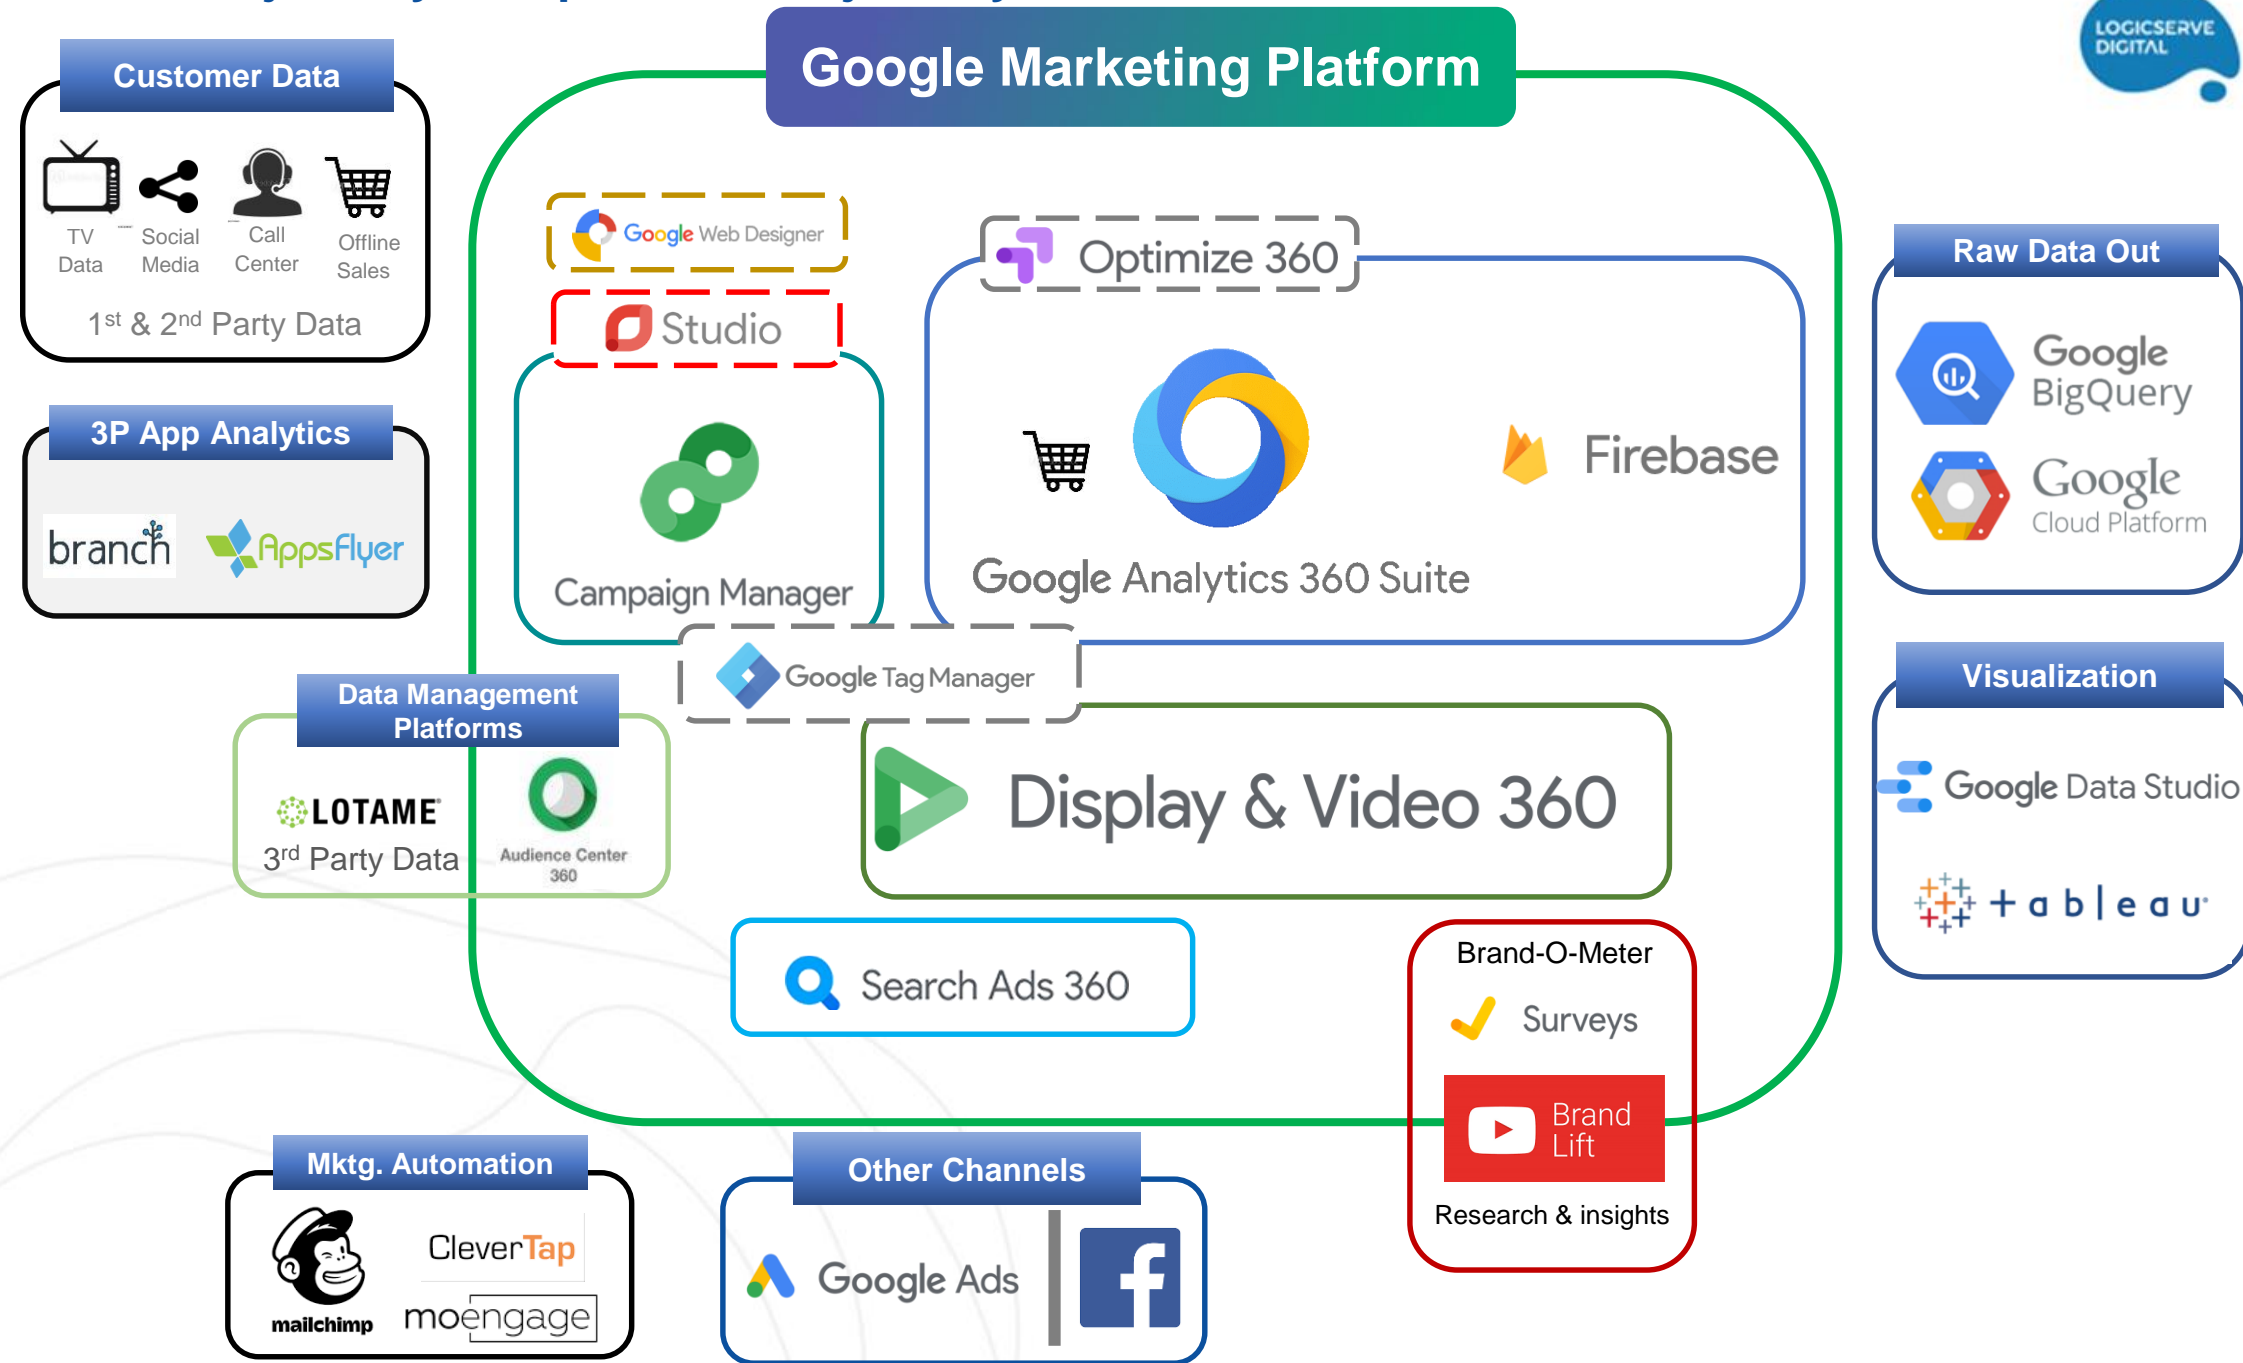 LOGICSERVE
DIGITAL
Google Marketing Platform
Customer Data
TV
Data
Social
Media
Call
Center
Offline
Sales
1st & 2nd Party Data
3P App Analytics
branch
AppsFlyer
Data Management
Platforms
LOTAME
3rd Party Data
Audience Center
360
Google Web Designer
Studio
Campaign Manager
Optimize 360
Firebase
Google Analytics 360 Suite
Google Tag Manager
Display & Video 360
Search Ads 360
Brand-O-Meter
Surveys
Brand
Lift
Research & insights
Raw Data Out
Google
BigQuery
Google
Cloud Platform
Visualization
Google Data Studio
+ableau
Mktg. Automation
mailchimp
CleverTap
moengage
Other Channels
Google Ads
f